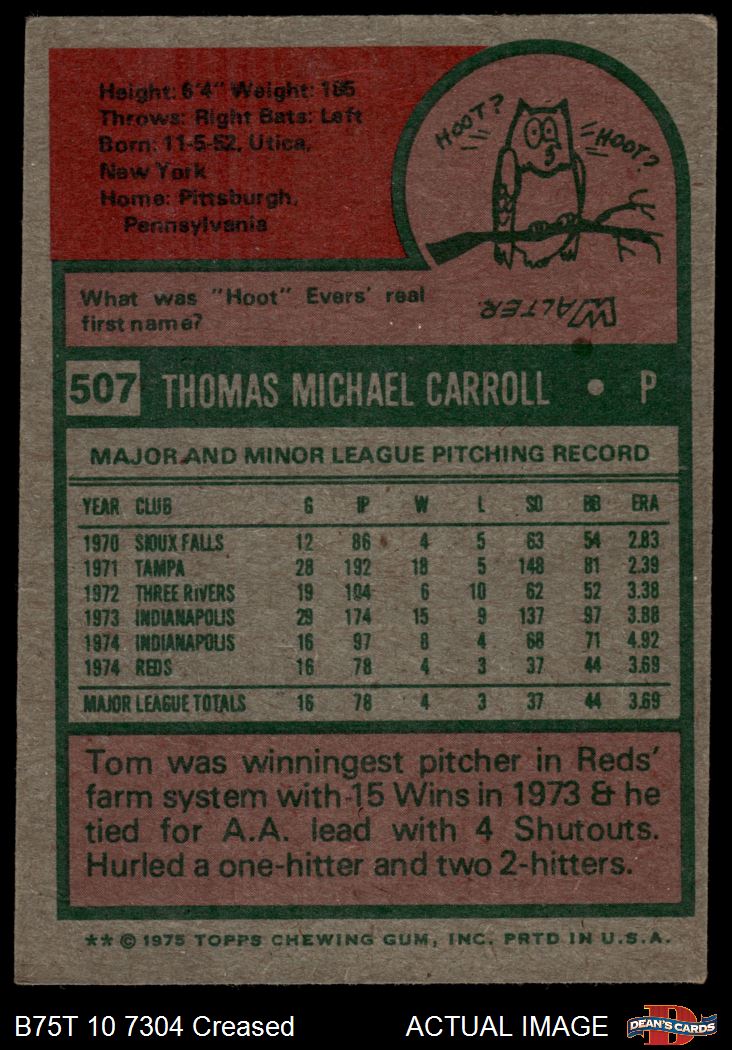 Height: 6'4" Weight: 185
Throws: Right Bats: Left
Born: 11-5-52, Utica,
New York
Home: Pittsburgh,
Pennsylvania
HOOT?
HOOT?
What was "Hoot" Evers' real
first name?
WALTER.
507 THOMAS MICHAEL CARROLL • P
MAJOR AND MINOR LEAGUE PITCHING RECORD
YEAR CLUB G IP W L SO BB ERA
1970 SIOUX FALLS 12 86 4 5 63 54 2.83
1971 TAMPA 28 192 18 5 148 81 2.39
1972 THREE RIVERS 19 104 6 10 62 52 3.38
1973 INDIANAPOLIS 29 174 15 9 137 97 3.88
1974 INDIANAPOLIS 16 97 8 4 68 71 4.92
1974 REDS 16 78 4 3 37 44 3.69
MAJOR LEAGUE TOTALS 16 78 4 3 37 44 3.69
Tom was winningest pitcher in Reds'
farm system with 15 Wins in 1973 & he
tied for A.A. lead with 4 Shutouts.
Hurled a one-hitter and two 2-hitters.
** © 1975 TOPPS CHEWING GUM, INC. PRTD IN U.S.A.
B75T 10 7304 Creased ACTUAL IMAGE DEAN'S CARDS